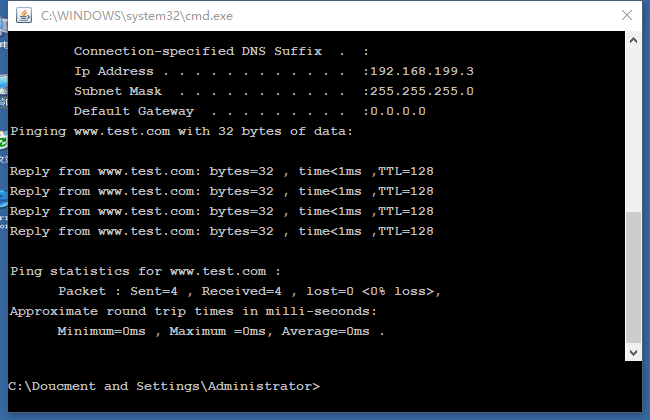 C:\WINDOWS\system32\cmd.exe
Connection-specific DNS Suffix . :
Ip Address . . . . . . . . . . . . :192.168.199.3
Subnet Mask . . . . . . . . . . . :255.255.255.0
Default Gateway . . . . . . . . . :0.0.0.0
Pinging www.test.com with 32 bytes of data:
Reply from www.test.com: bytes=32 , time<1ms ,TTL=128
Reply from www.test.com: bytes=32 , time<1ms ,TTL=128
Reply from www.test.com: bytes=32 , time<1ms ,TTL=128
Reply from www.test.com: bytes=32 , time<1ms ,TTL=128
Ping statistics for www.test.com :
Packet : Sent=4 , Received=4 , lost=0 <0% loss>,
Approximate round trip times in milli-seconds:
Minimum=0ms , Maximum =0ms, Average=0ms .
C:\Doucment and Settings\Administrator>